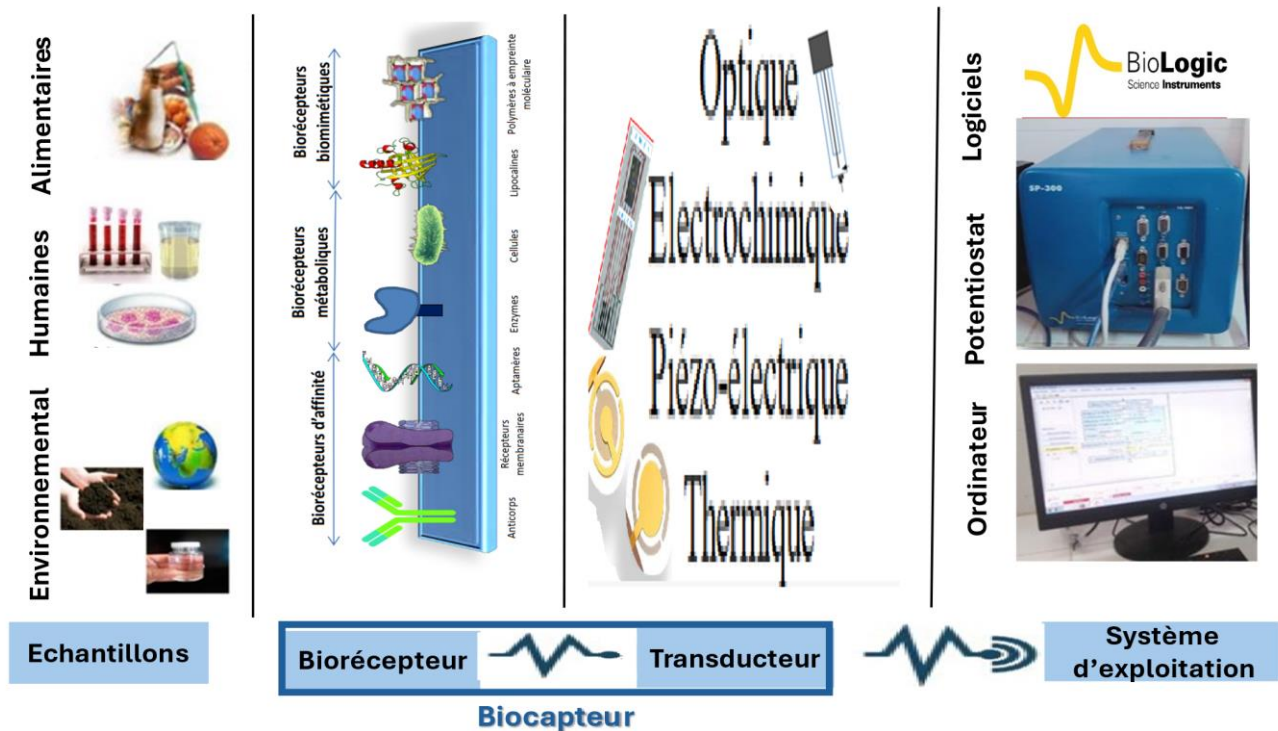 Alimentaires
Humaines
Environnemental
Biorécepteurs
biomimétiques
Biorécepteurs
métaboliques
Biorécepteurs d'affinité
Polymères à empreinte
moléculaire
Lipocalines
Cellules
Enzymes
Aptamères
Récepteurs
membranaires
Anticorps
Optique
Electrochimique
Piézo-électrique
Thermique
Logiciels
Potentiostat
Ordinateur
BioLogic
Science Instruments
SP-300
Echantillons
Biorécepteur
Transducteur
Système
d'exploitation
Biocapteur